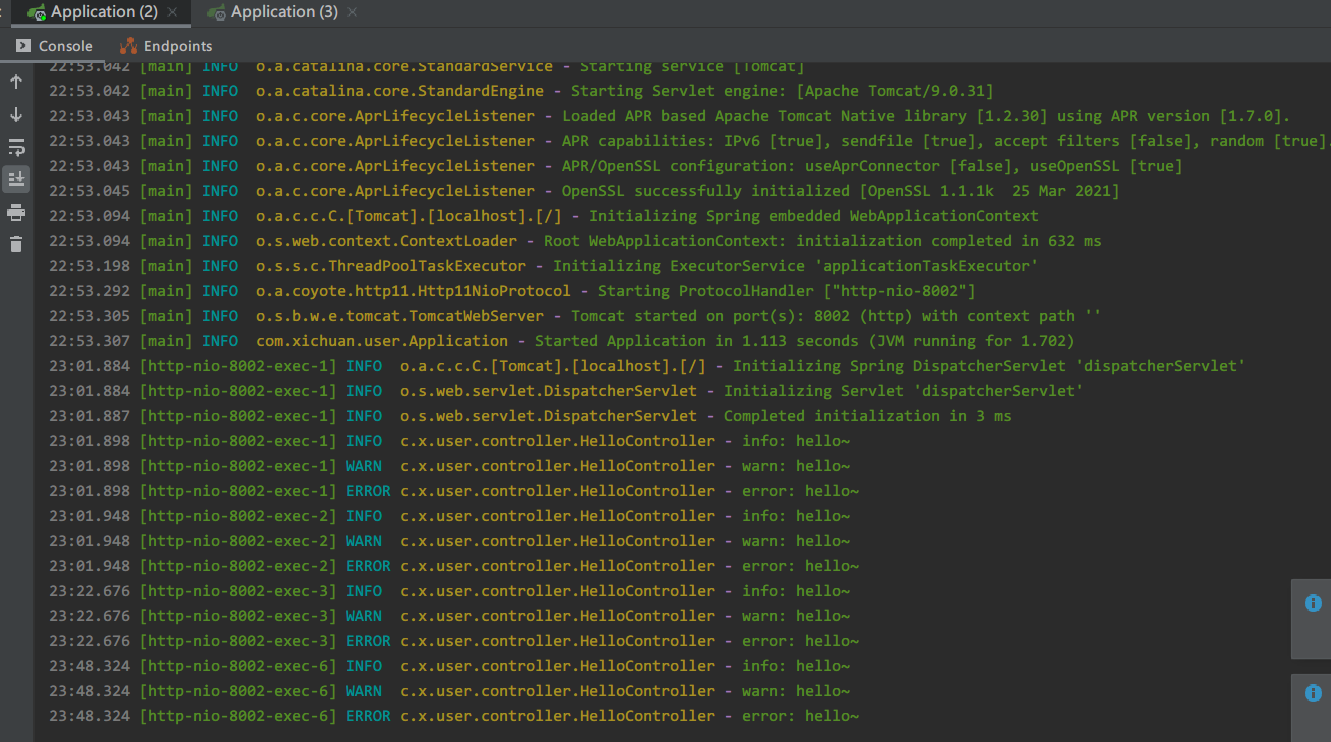 Application (2)
Application (3)
Console
Endpoints
22:53.042 [main] INFO  o.a.catalina.core.StandardService - Starting service [Tomcat]
22:53.042 [main] INFO  o.a.catalina.core.StandardEngine - Starting Servlet engine: [Apache Tomcat/9.0.31]
22:53.043 [main] INFO  o.a.c.core.AprLifecycleListener - Loaded APR based Apache Tomcat Native library [1.2.30] using APR version [1.7.0].
22:53.043 [main] INFO  o.a.c.core.AprLifecycleListener - APR capabilities: IPv6 [true], sendfile [true], accept filters [false], random [true].
22:53.043 [main] INFO  o.a.c.core.AprLifecycleListener - APR/OpenSSL configuration: useAprConnector [false], useOpenSSL [true]
22:53.045 [main] INFO  o.a.c.core.AprLifecycleListener - OpenSSL successfully initialized [OpenSSL 1.1.1k  25 Mar 2021]
22:53.094 [main] INFO  o.a.c.c.C.[Tomcat].[localhost].[/] - Initializing Spring embedded WebApplicationContext
22:53.094 [main] INFO  o.s.web.context.ContextLoader - Root WebApplicationContext: initialization completed in 632 ms
22:53.198 [main] INFO  o.s.s.c.ThreadPoolTaskExecutor - Initializing ExecutorService 'applicationTaskExecutor'
22:53.292 [main] INFO  o.a.coyote.http11.Http11NioProtocol - Starting ProtocolHandler ["http-nio-8002"]
22:53.305 [main] INFO  o.s.b.w.e.tomcat.TomcatWebServer - Tomcat started on port(s): 8002 (http) with context path ''
22:53.307 [main] INFO  com.xichuan.user.Application - Started Application in 1.113 seconds (JVM running for 1.702)
23:01.884 [http-nio-8002-exec-1] INFO  o.a.c.c.C.[Tomcat].[localhost].[/] - Initializing Spring DispatcherServlet 'dispatcherServlet'
23:01.884 [http-nio-8002-exec-1] INFO  o.s.web.servlet.DispatcherServlet - Initializing Servlet 'dispatcherServlet'
23:01.887 [http-nio-8002-exec-1] INFO  o.s.web.servlet.DispatcherServlet - Completed initialization in 3 ms
23:01.898 [http-nio-8002-exec-1] INFO  c.x.user.controller.HelloController - info: hello~
23:01.898 [http-nio-8002-exec-1] WARN  c.x.user.controller.HelloController - warn: hello~
23:01.898 [http-nio-8002-exec-1] ERROR c.x.user.controller.HelloController - error: hello~
23:01.948 [http-nio-8002-exec-2] INFO  c.x.user.controller.HelloController - info: hello~
23:01.948 [http-nio-8002-exec-2] WARN  c.x.user.controller.HelloController - warn: hello~
23:01.948 [http-nio-8002-exec-2] ERROR c.x.user.controller.HelloController - error: hello~
23:22.676 [http-nio-8002-exec-3] INFO  c.x.user.controller.HelloController - info: hello~
23:22.676 [http-nio-8002-exec-3] WARN  c.x.user.controller.HelloController - warn: hello~
23:22.676 [http-nio-8002-exec-3] ERROR c.x.user.controller.HelloController - error: hello~
23:48.324 [http-nio-8002-exec-6] INFO  c.x.user.controller.HelloController - info: hello~
23:48.324 [http-nio-8002-exec-6] WARN  c.x.user.controller.HelloController - warn: hello~
23:48.324 [http-nio-8002-exec-6] ERROR c.x.user.controller.HelloController - error: hello~